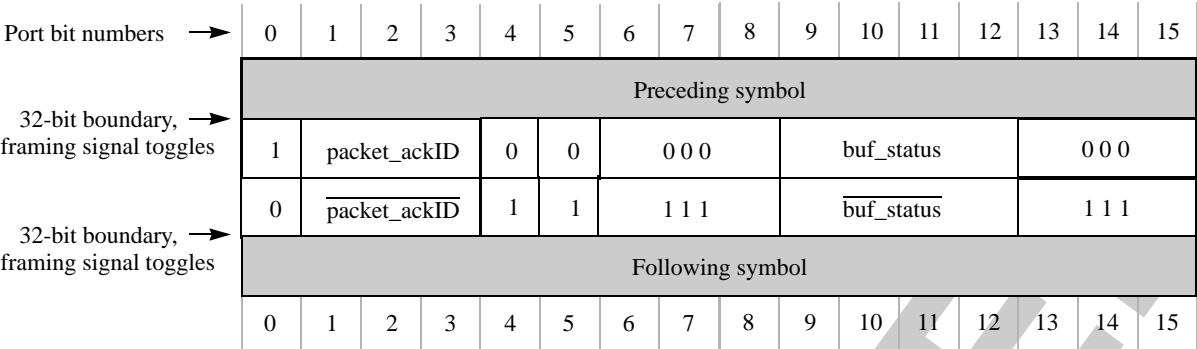 Port bit numbers 0 1 2 3 4 5 6 7 8 9 10 11 12 13 14 15
Preceding symbol
32-bit boundary,
framing signal toggles
1 packet_ackID 0 0 0 0 0 buf_status 0 0 0
0 packet_ackID 1 1 1 1 1 buf_status 1 1 1
32-bit boundary,
framing signal toggles
Following symbol
0 1 2 3 4 5 6 7 8 9 10 11 12 13 14 15